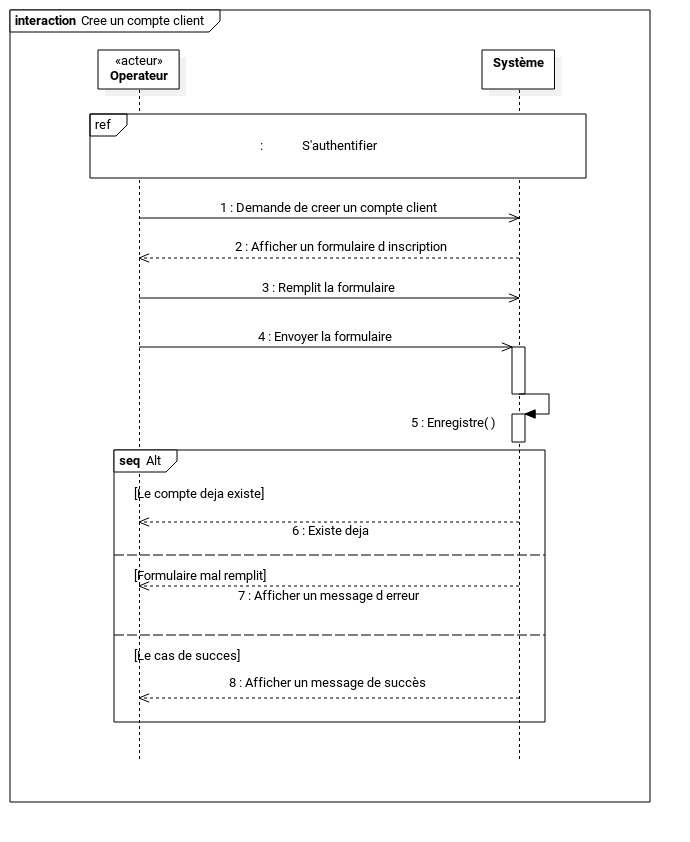 interaction Cree un compte client
«acteur»
Operateur
Système
ref
: S'authentifier
1 : Demande de creer un compte client
2 : Afficher un formulaire d inscription
3 : Remplit la formulaire
4 : Envoyer la formulaire
5 : Enregistre( )
seq Alt
[Le compte deja existe]
6 : Existe deja
[Formulaire mal remplit]
7 : Afficher un message d erreur
[Le cas de succes]
8 : Afficher un message de succès